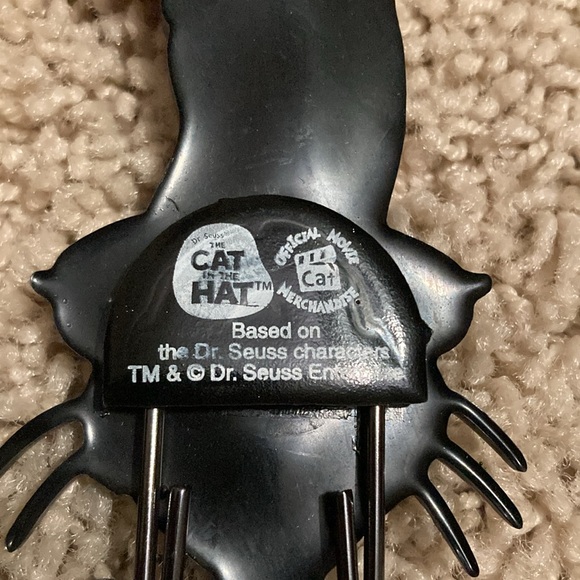 Dr. Seuss'
THE
CAT
IN THE
HAT™
OFFICIAL MOVIE
Cat
MERCHANDISE
Based on
the Dr. Seuss characters
TM & © Dr. Seuss